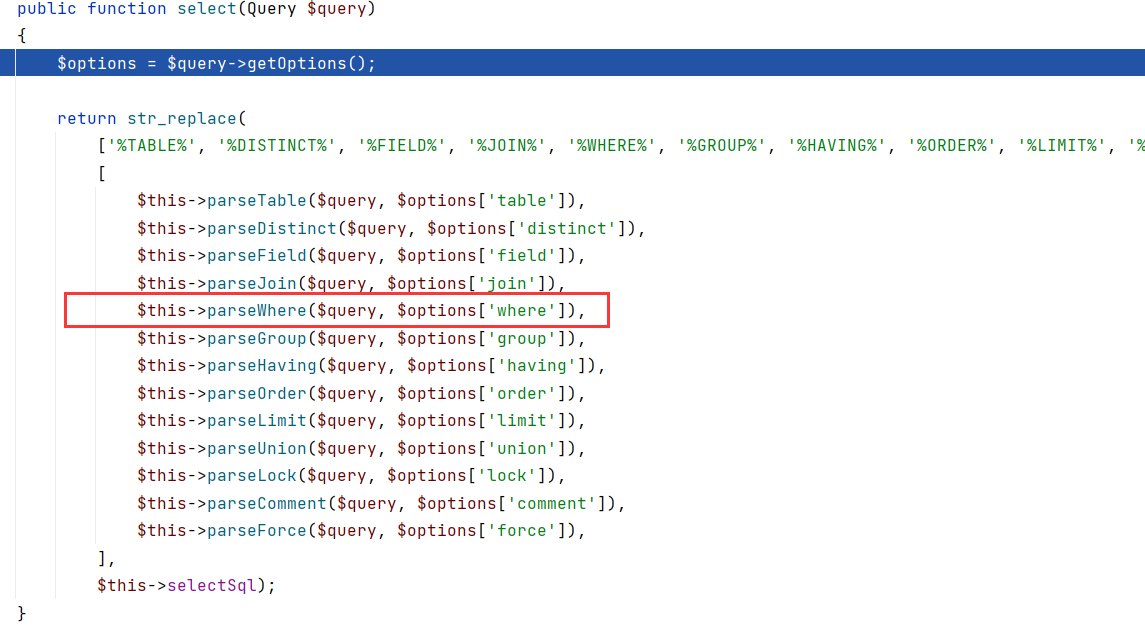 public function select(Query $query)
{
    $options = $query->getOptions();

    return str_replace(
        ['%TABLE%', '%DISTINCT%', '%FIELD%', '%JOIN%', '%WHERE%', '%GROUP%', '%HAVING%', '%ORDER%', '%LIMIT%', '%
        [
            $this->parseTable($query, $options['table']),
            $this->parseDistinct($query, $options['distinct']),
            $this->parseField($query, $options['field']),
            $this->parseJoin($query, $options['join']),
            $this->parseWhere($query, $options['where']),
            $this->parseGroup($query, $options['group']),
            $this->parseHaving($query, $options['having']),
            $this->parseOrder($query, $options['order']),
            $this->parseLimit($query, $options['limit']),
            $this->parseUnion($query, $options['union']),
            $this->parseLock($query, $options['lock']),
            $this->parseComment($query, $options['comment']),
            $this->parseForce($query, $options['force']),
        ],
        $this->selectSql);
}